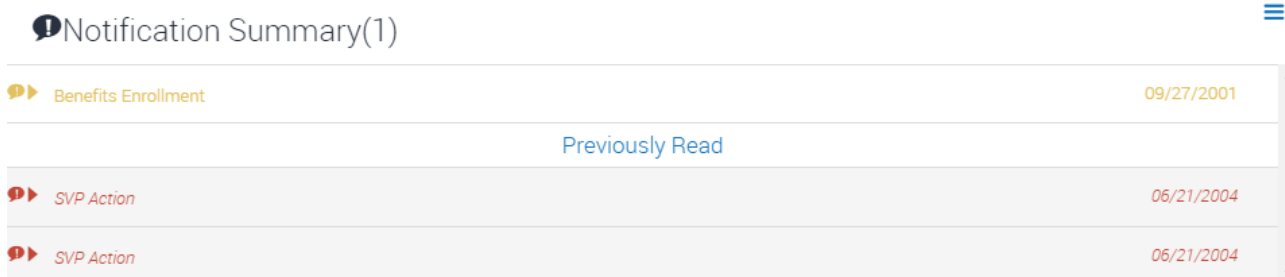 Notification Summary(1)
Benefits Enrollment 09/27/2001
Previously Read
SVP Action 06/21/2004
SVP Action 06/21/2004